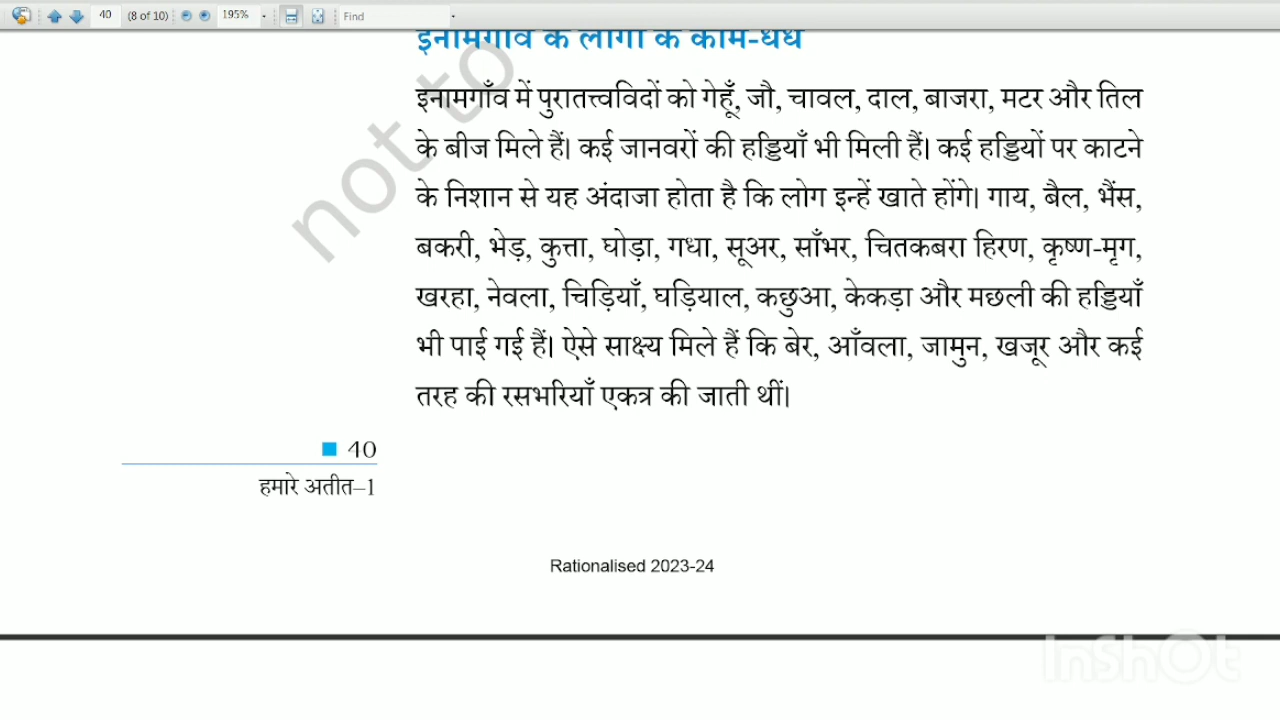 40 (8 of 10) 195% Find
इनामगाँव के लोगों के काम-धंधे
इनामगाँव में पुरातत्त्वविदों को गेहूँ, जौ, चावल, दाल, बाजरा, मटर और तिल
के बीज मिले हैं। कई जानवरों की हड्डियाँ भी मिली हैं। कई हड्डियों पर काटने
के निशान से यह अंदाजा होता है कि लोग इन्हें खाते होंगे। गाय, बैल, भैंस,
बकरी, भेड़, कुत्ता, घोड़ा, गधा, सूअर, साँभर, चितकबरा हिरण, कृष्ण-मृग,
खरहा, नेवला, चिड़ियाँ, घड़ियाल, कछुआ, केकड़ा और मछली की हड्डियाँ
भी पाई गई हैं। ऐसे साक्ष्य मिले हैं कि बेर, आँवला, जामुन, खजूर और कई
तरह की रसभरियाँ एकत्र की जाती थीं।
not to
40
हमारे अतीत–1
Rationalised 2023-24
InShOt